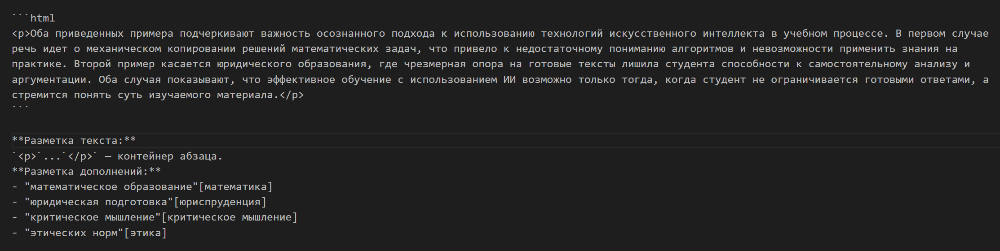 ```html
<p>Оба приведенных примера подчеркивают важность осознанного подхода к использованию технологий искусственного интеллекта в учебном процессе. В первом случае
речь идет о механическом копировании решений математических задач, что привело к недостаточному пониманию алгоритмов и невозможности применить знания на
практике. Второй пример касается юридического образования, где чрезмерная опора на готовые тексты лишила студента способности к самостоятельному анализу и
аргументации. Оба случая показывают, что эффективное обучение с использованием ИИ возможно только тогда, когда студент не ограничивается готовыми ответами, а
стремится понять суть изучаемого материала.</p>
```
**Разметка текста:**
`<p>`...`</p>` — контейнер абзаца.
**Разметка дополнений:**
- "математическое образование"[математика]
- "юридическая подготовка"[юриспруденция]
- "критическое мышление"[критическое мышление]
- "этических норм"[этика]